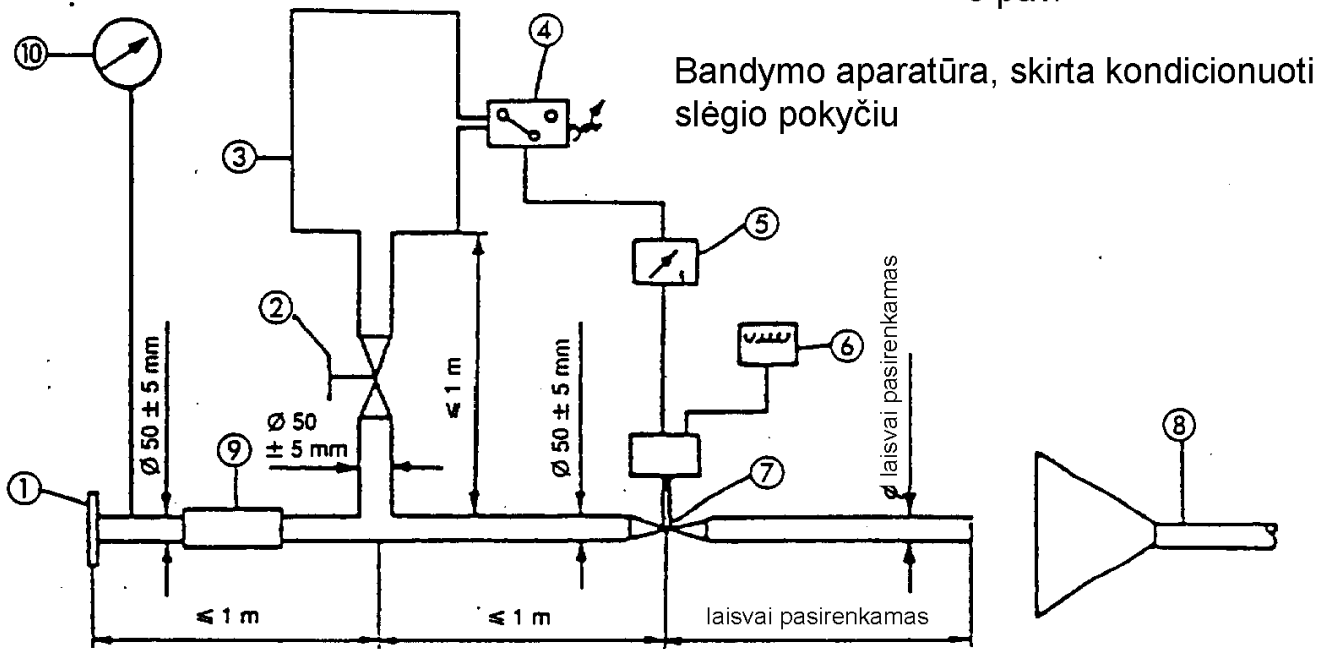 Bandymo aparatūra, skirta kondicionuoti
slėgio pokyčiu
10
4
3
5
2
6
Ø 50 ± 5 mm
Ø 50
± 5 mm
≤ 1 m
Ø 50 ± 5 mm
Ø laisvai pasirenkamas
9
7
8
1
≤ 1 m
≤ 1 m
laisvai pasirenkamas